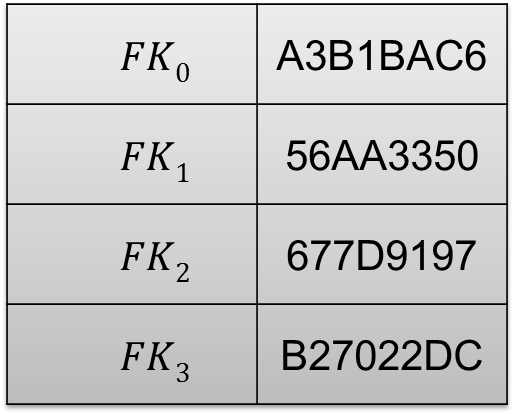 FK₀ A3B1BAC6
FK₁ 56AA3350
FK₂ 677D9197
FK₃ B27022DC